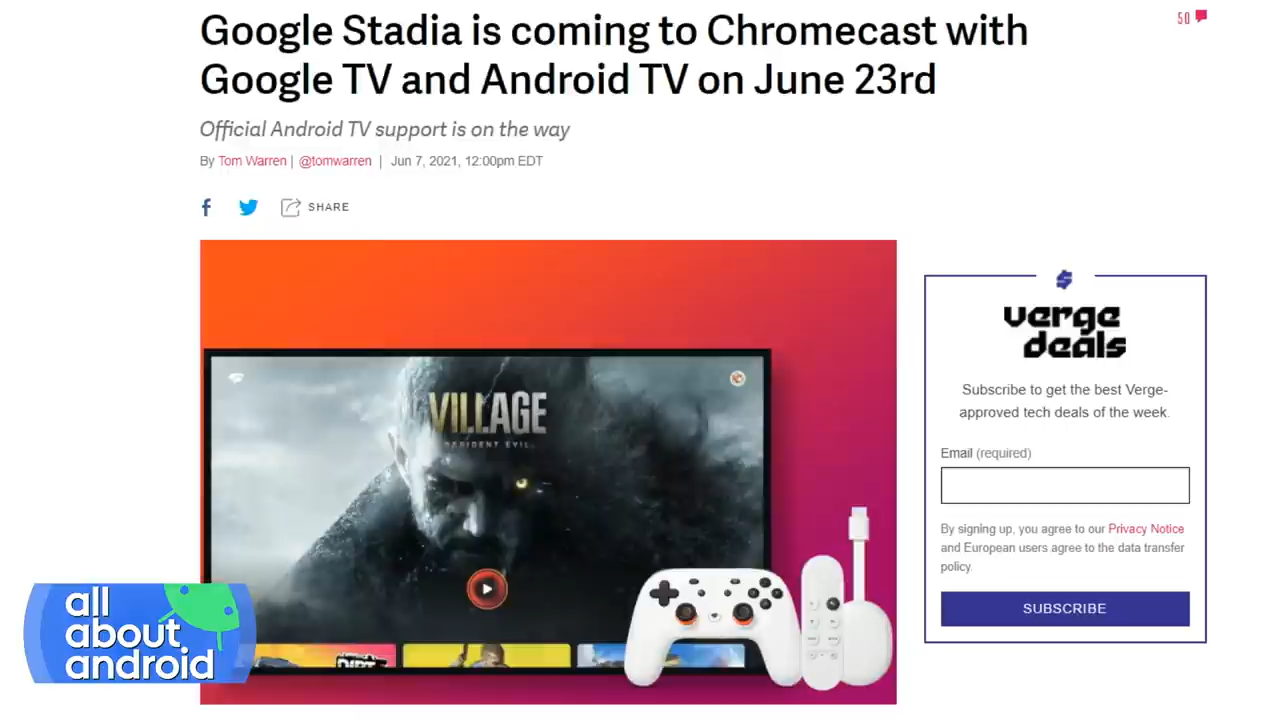 Google Stadia is coming to Chromecast with
Google TV and Android TV on June 23rd
50
Official Android TV support is on the way
By Tom Warren | @tomwarren | Jun 7, 2021, 12:00pm EDT
SHARE
VILLAGE
RESIDENT EVIL
DIRT
verge
deals
Subscribe to get the best Verge-
approved tech deals of the week.
Email (required)
By signing up, you agree to our Privacy Notice
and European users agree to the data transfer
policy.
SUBSCRIBE
all
about
android